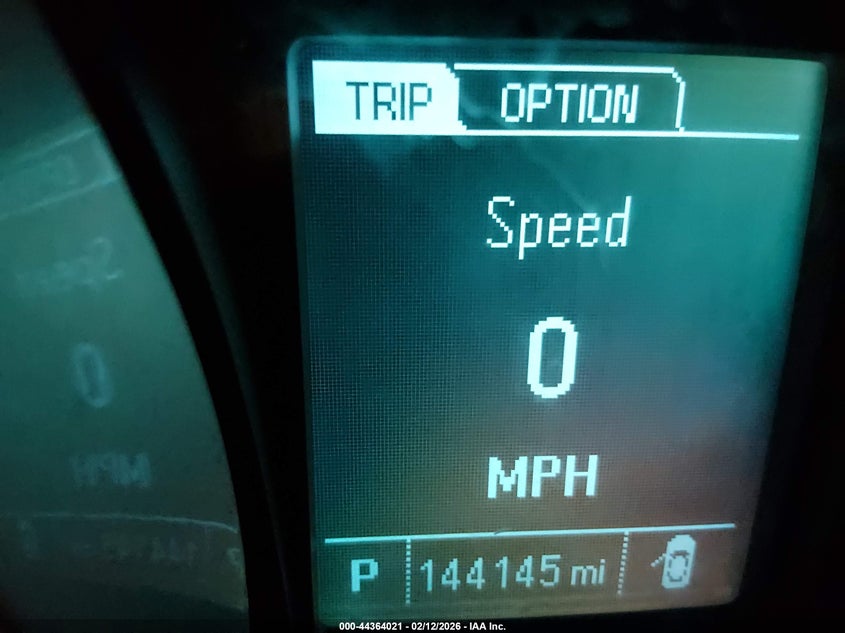 TRIP OPTION
Speed
0
MPH
P 144145 mi
000-44364021 - 02/12/2026 - IAA Inc.